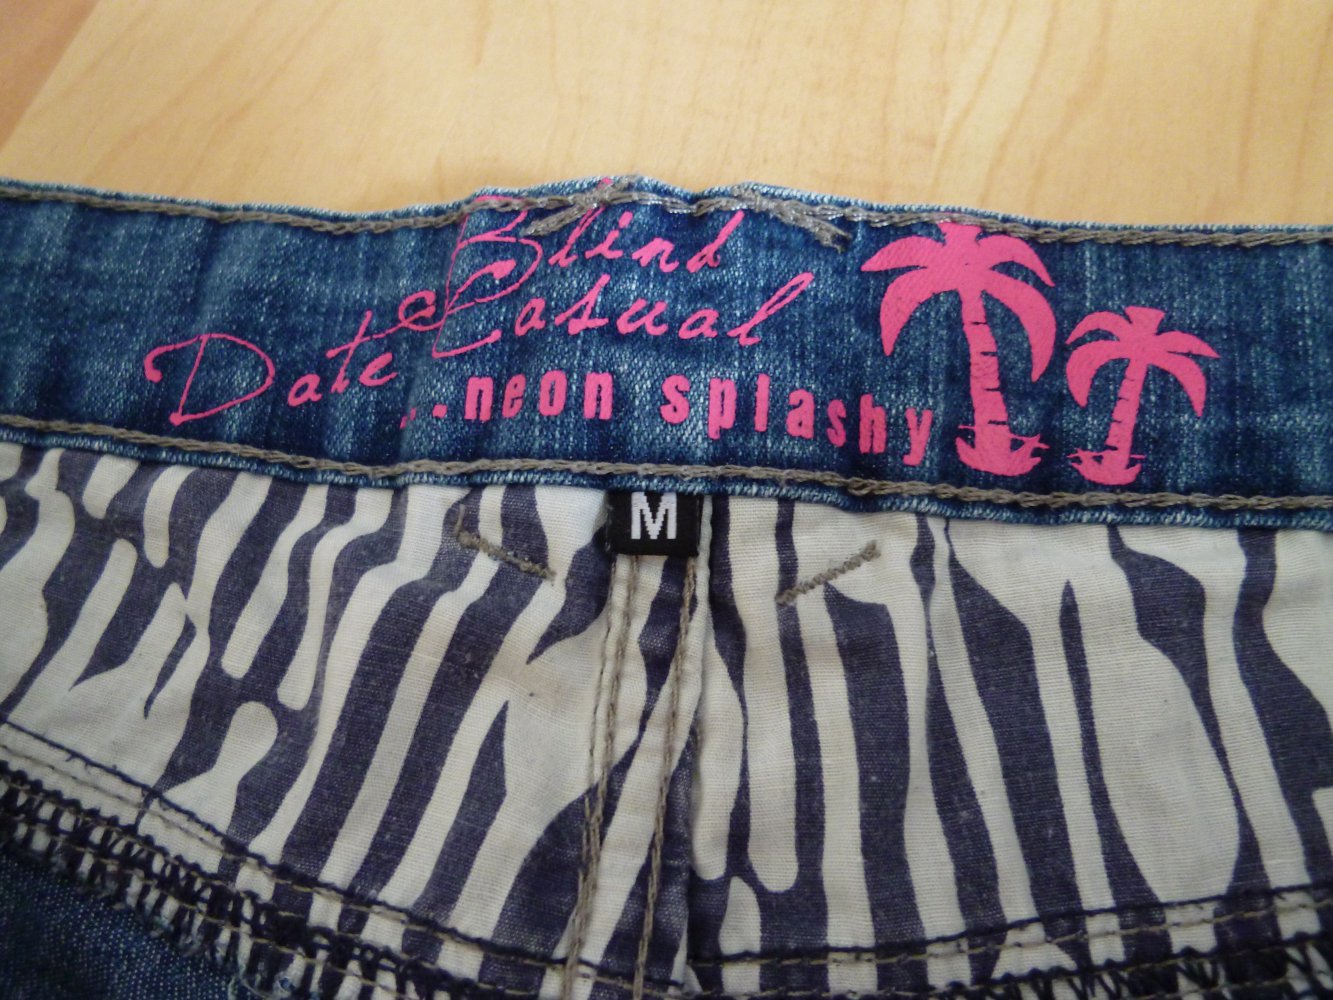 Blind
Date Casual
..neon splashy
M